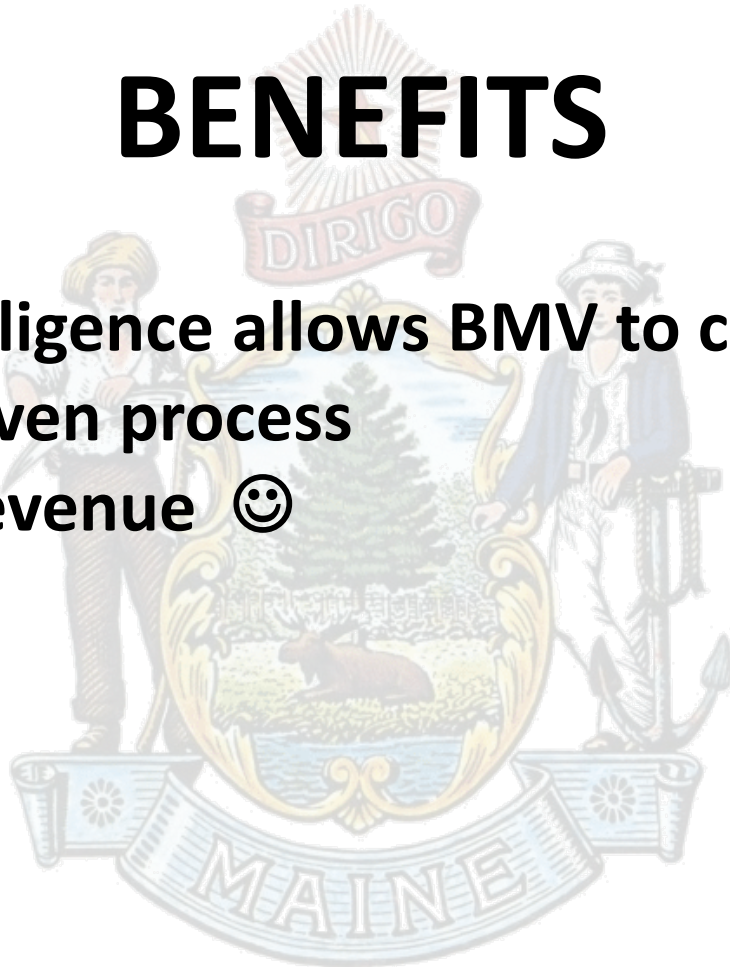 BENEFITS
DIRIGO
ligence allows BMV to c
ven process
evenue ☺
MAINE